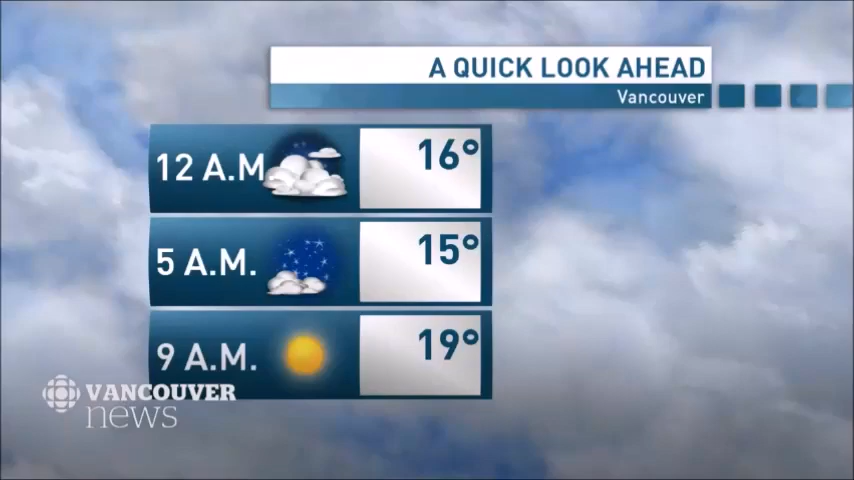 A QUICK LOOK AHEAD
Vancouver
12 A.M
16°
5 A.M.
15°
9 A.M.
19°
VANCOUVER
news